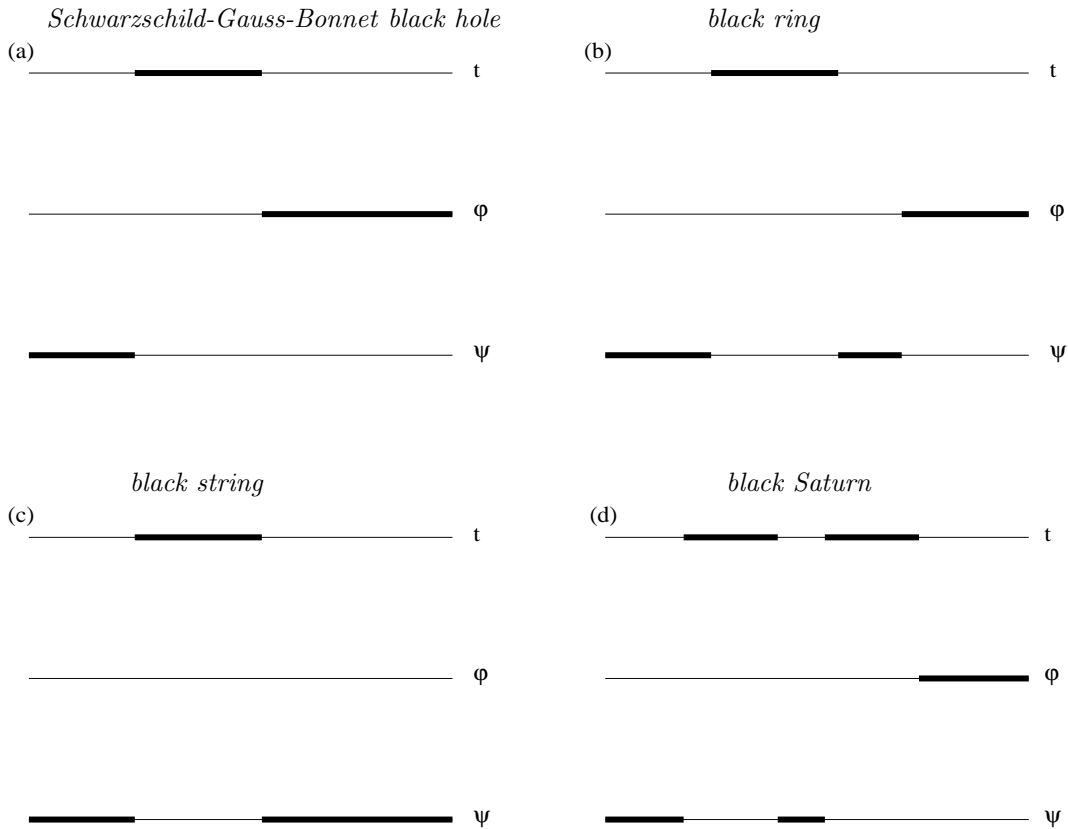 Schwarzschild-Gauss-Bonnet black hole
(a)
t
φ
ψ
black ring
(b)
t
φ
ψ
black string
(c)
t
φ
ψ
black Saturn
(d)
t
φ
ψ